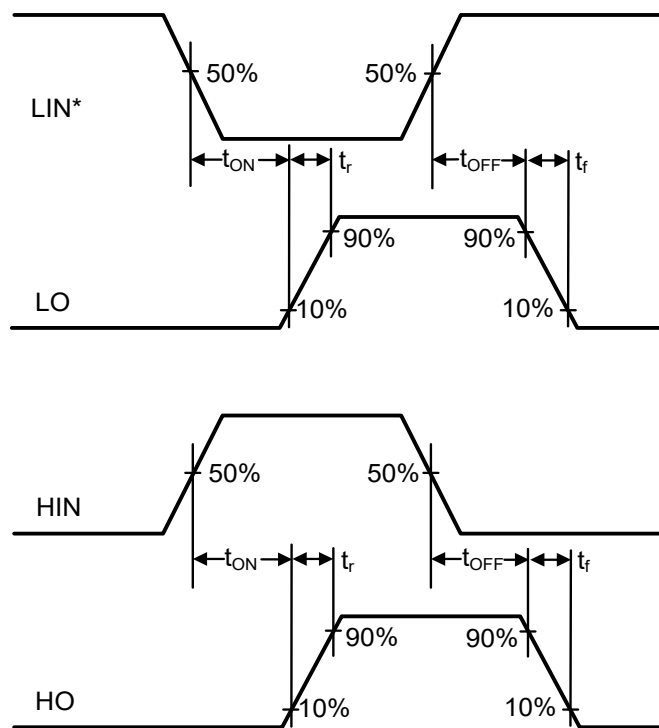 50% 50%
LIN*
tON tr tOFF tf
90% 90%
LO 10% 10%
50% 50%
HIN
tON tr tOFF tf
90% 90%
HO 10% 10%